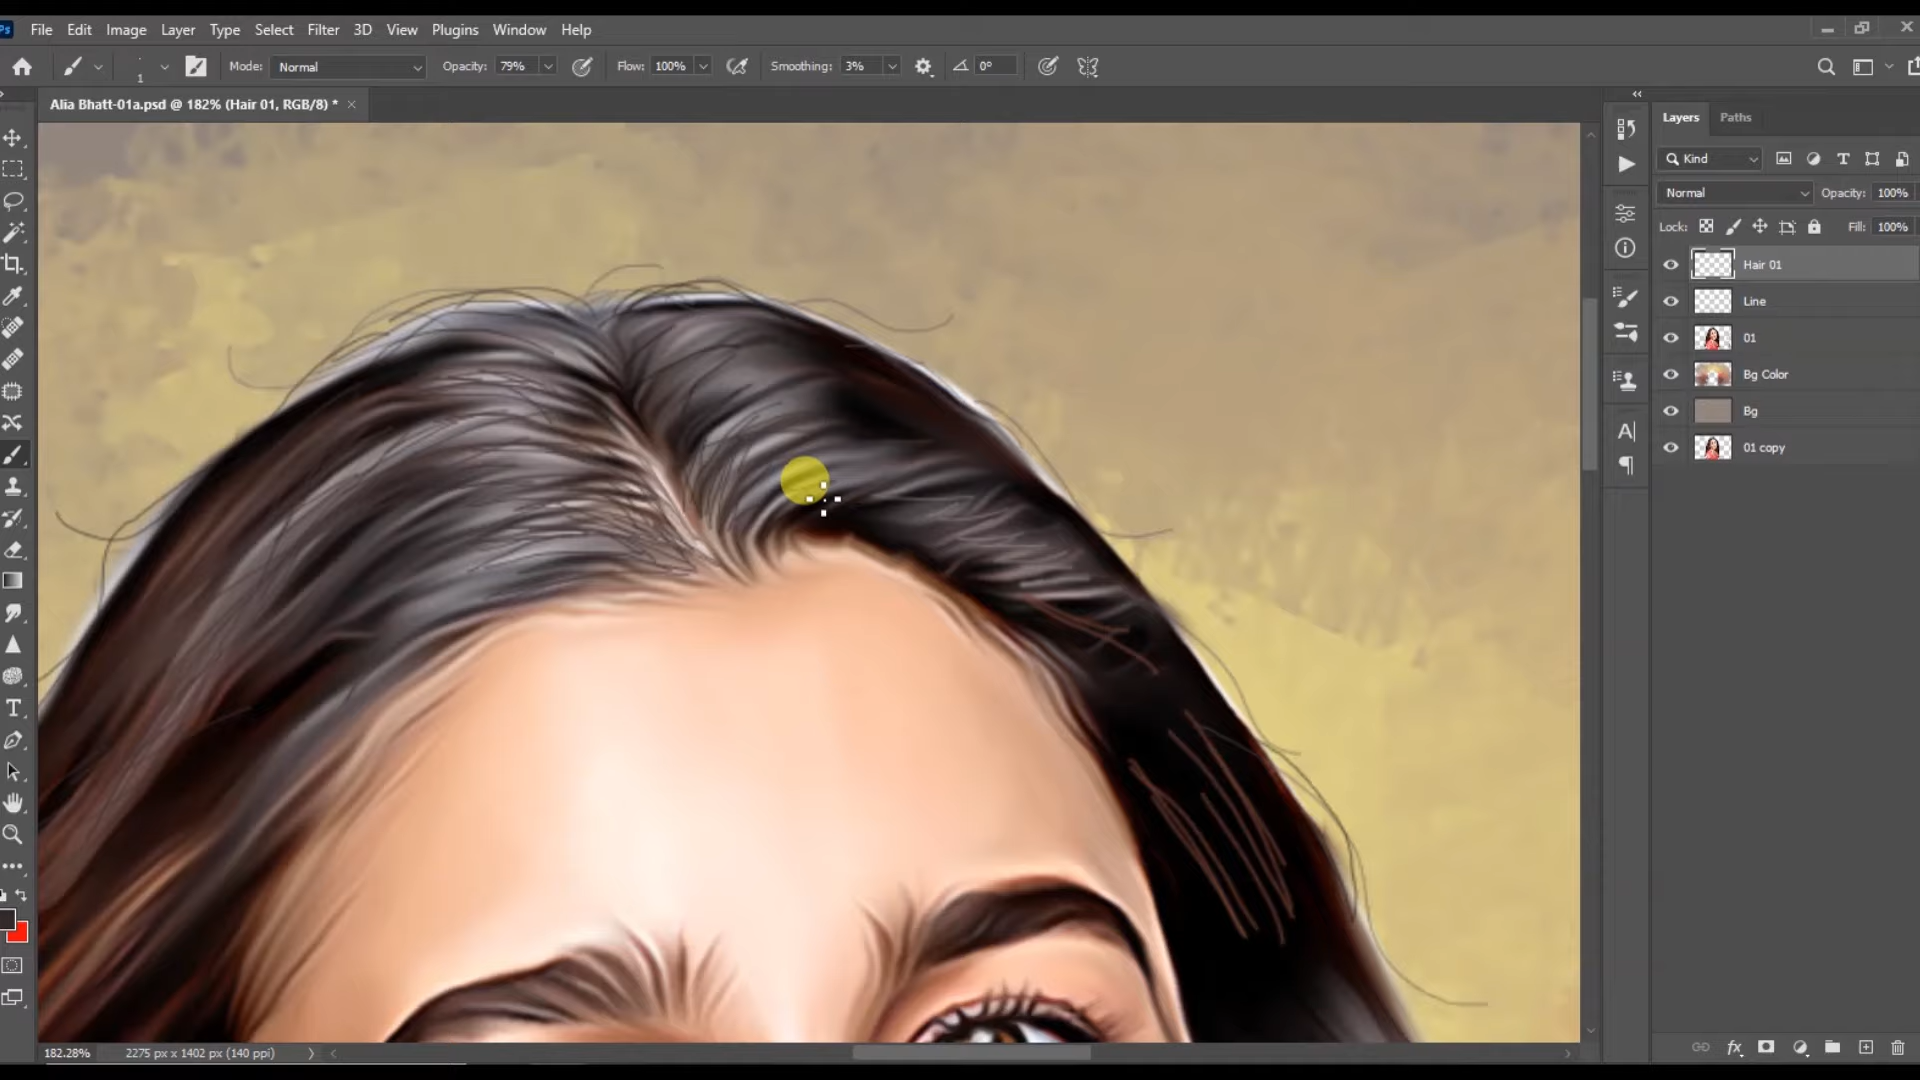 Ps File Edit Image Layer Type Select Filter 3D View Plugins Window Help
1 Mode: Normal Opacity: 79% Flow: 100% Smoothing: 3% 0°
Alia Bhatt-01a.psd @ 182% (Hair 01, RGB/8) *
Layers Paths
Kind
Normal Opacity: 100%
Lock: Fill: 100%
Hair 01
Line
01
Bg Color
Bg
01 copy
182.28% 2275 px x 1402 px (140 ppi)